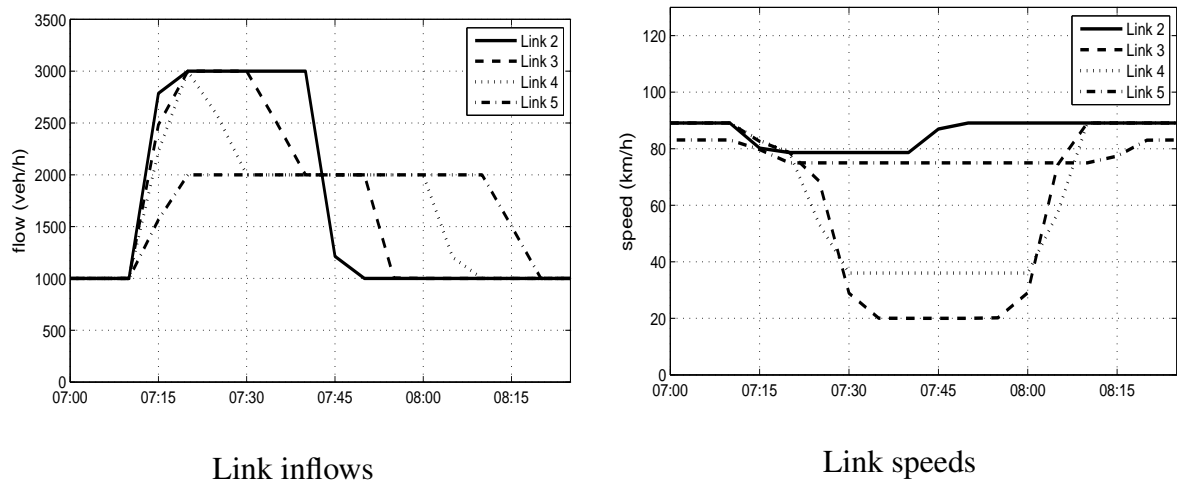 flow (veh/h)
3500
3000
2500
2000
1500
1000
500
0
07:00 07:15 07:30 07:45 08:00 08:15
Link 2
Link 3
Link 4
Link 5
Link inflows
speed (km/h)
120
100
80
60
40
20
0
07:00 07:15 07:30 07:45 08:00 08:15
Link 2
Link 3
Link 4
Link 5
Link speeds